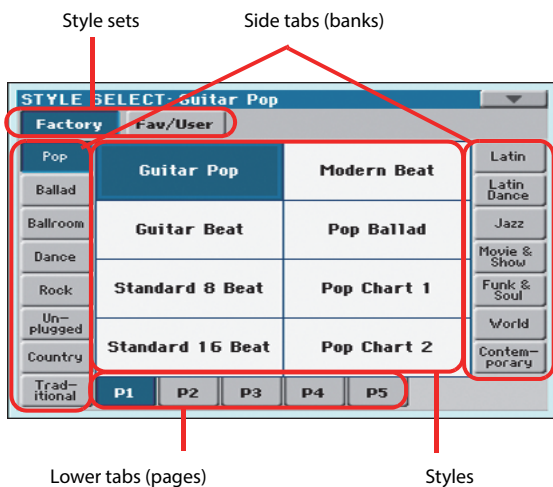 Style sets
Side tabs (banks)
STYLE SELECT-Guitar Pop
Factory
Fav/User
Pop
Ballad
Ballroom
Dance
Rock
Un-
plugged
Country
Trad-
itional
Guitar Pop
Modern Beat
Guitar Beat
Pop Ballad
Standard 8 Beat
Pop Chart 1
Standard 16 Beat
Pop Chart 2
Latin
Latin
Dance
Jazz
Movie &
Show
Funk &
Soul
World
Contem-
porary
P1
P2
P3
P4
P5
Lower tabs (pages)
Styles